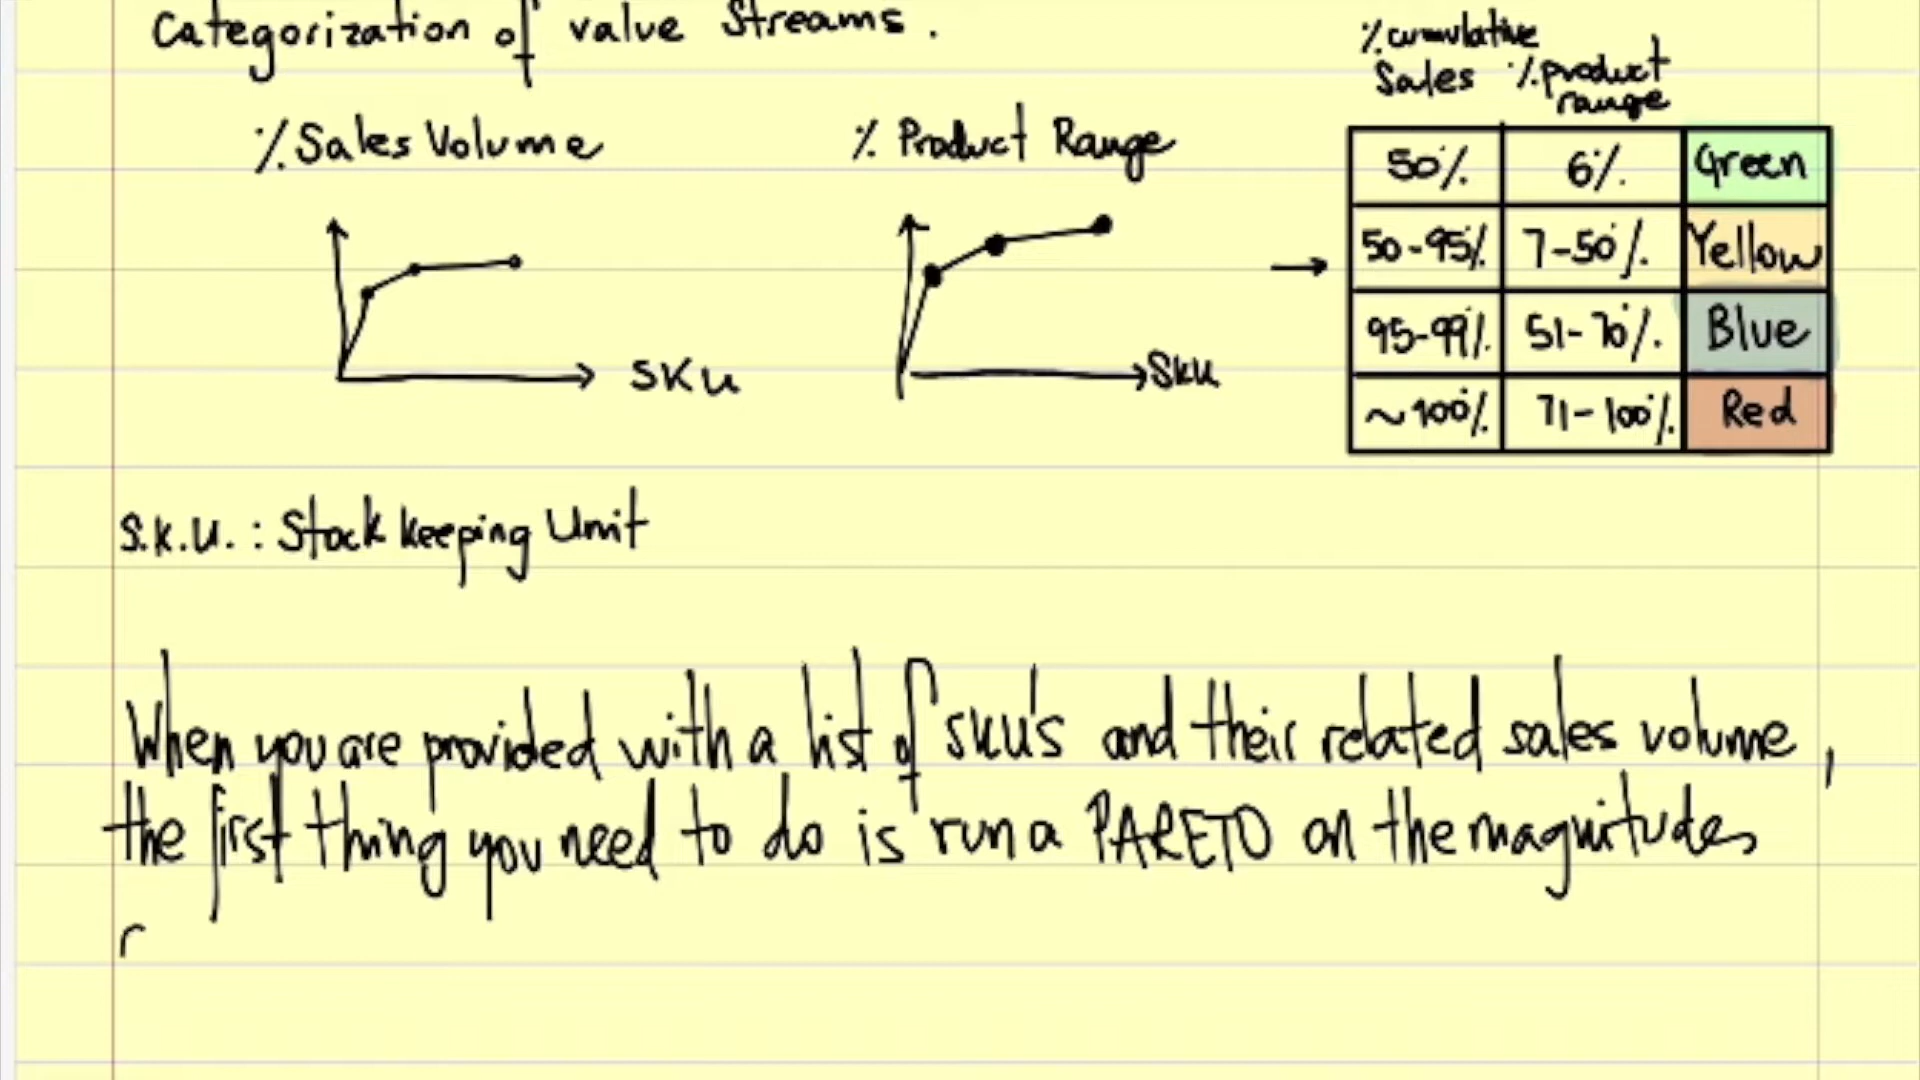 Categorization of value Streams.
% Sales Volume
% Product Range
SKU
SKU
% cumulative Sales
% product range
50% 6% Green
50-95% 7-50% Yellow
95-99% 51-70% Blue
~100% 71-100% Red
S.K.U. : Stock keeping Unit
When you are provided with a list of SKU's and their related sales volume,
the first thing you need to do is run a PARETO on the magnitudes
r